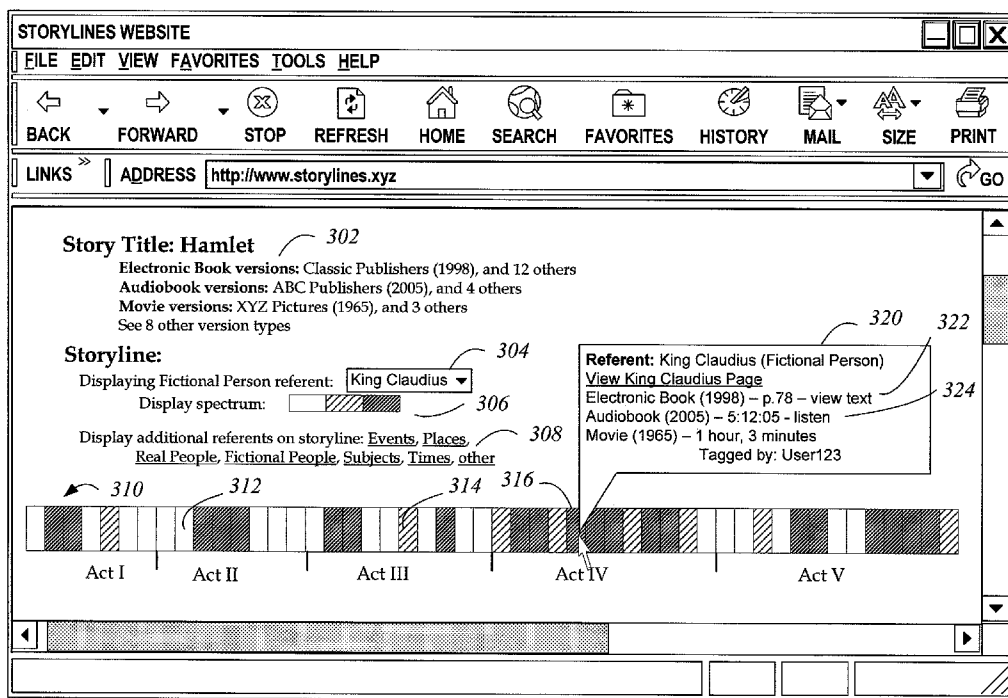 STORYLINES WEBSITE
FILE EDIT VIEW FAVORITES TOOLS HELP
BACK FORWARD STOP REFRESH HOME SEARCH FAVORITES HISTORY MAIL SIZE PRINT
LINKS » ADDRESS http://www.storylines.xyz GO
Story Title: Hamlet 302
Electronic Book versions: Classic Publishers (1998), and 12 others
Audiobook versions: ABC Publishers (2005), and 4 others
Movie versions: XYZ Pictures (1965), and 3 others
See 8 other version types
Storyline:
304
Displaying Fictional Person referent: King Claudius
Display spectrum: 306
Display additional referents on storyline: Events, Places, 308
Real People, Fictional People, Subjects, Times, other
320 322
Referent: King Claudius (Fictional Person)
View King Claudius Page
324
Electronic Book (1998) – p.78 – view text
Audiobook (2005) – 5:12:05 - listen
Movie (1965) – 1 hour, 3 minutes
Tagged by: User123
310 312 314 316
Act I Act II Act III Act IV Act V